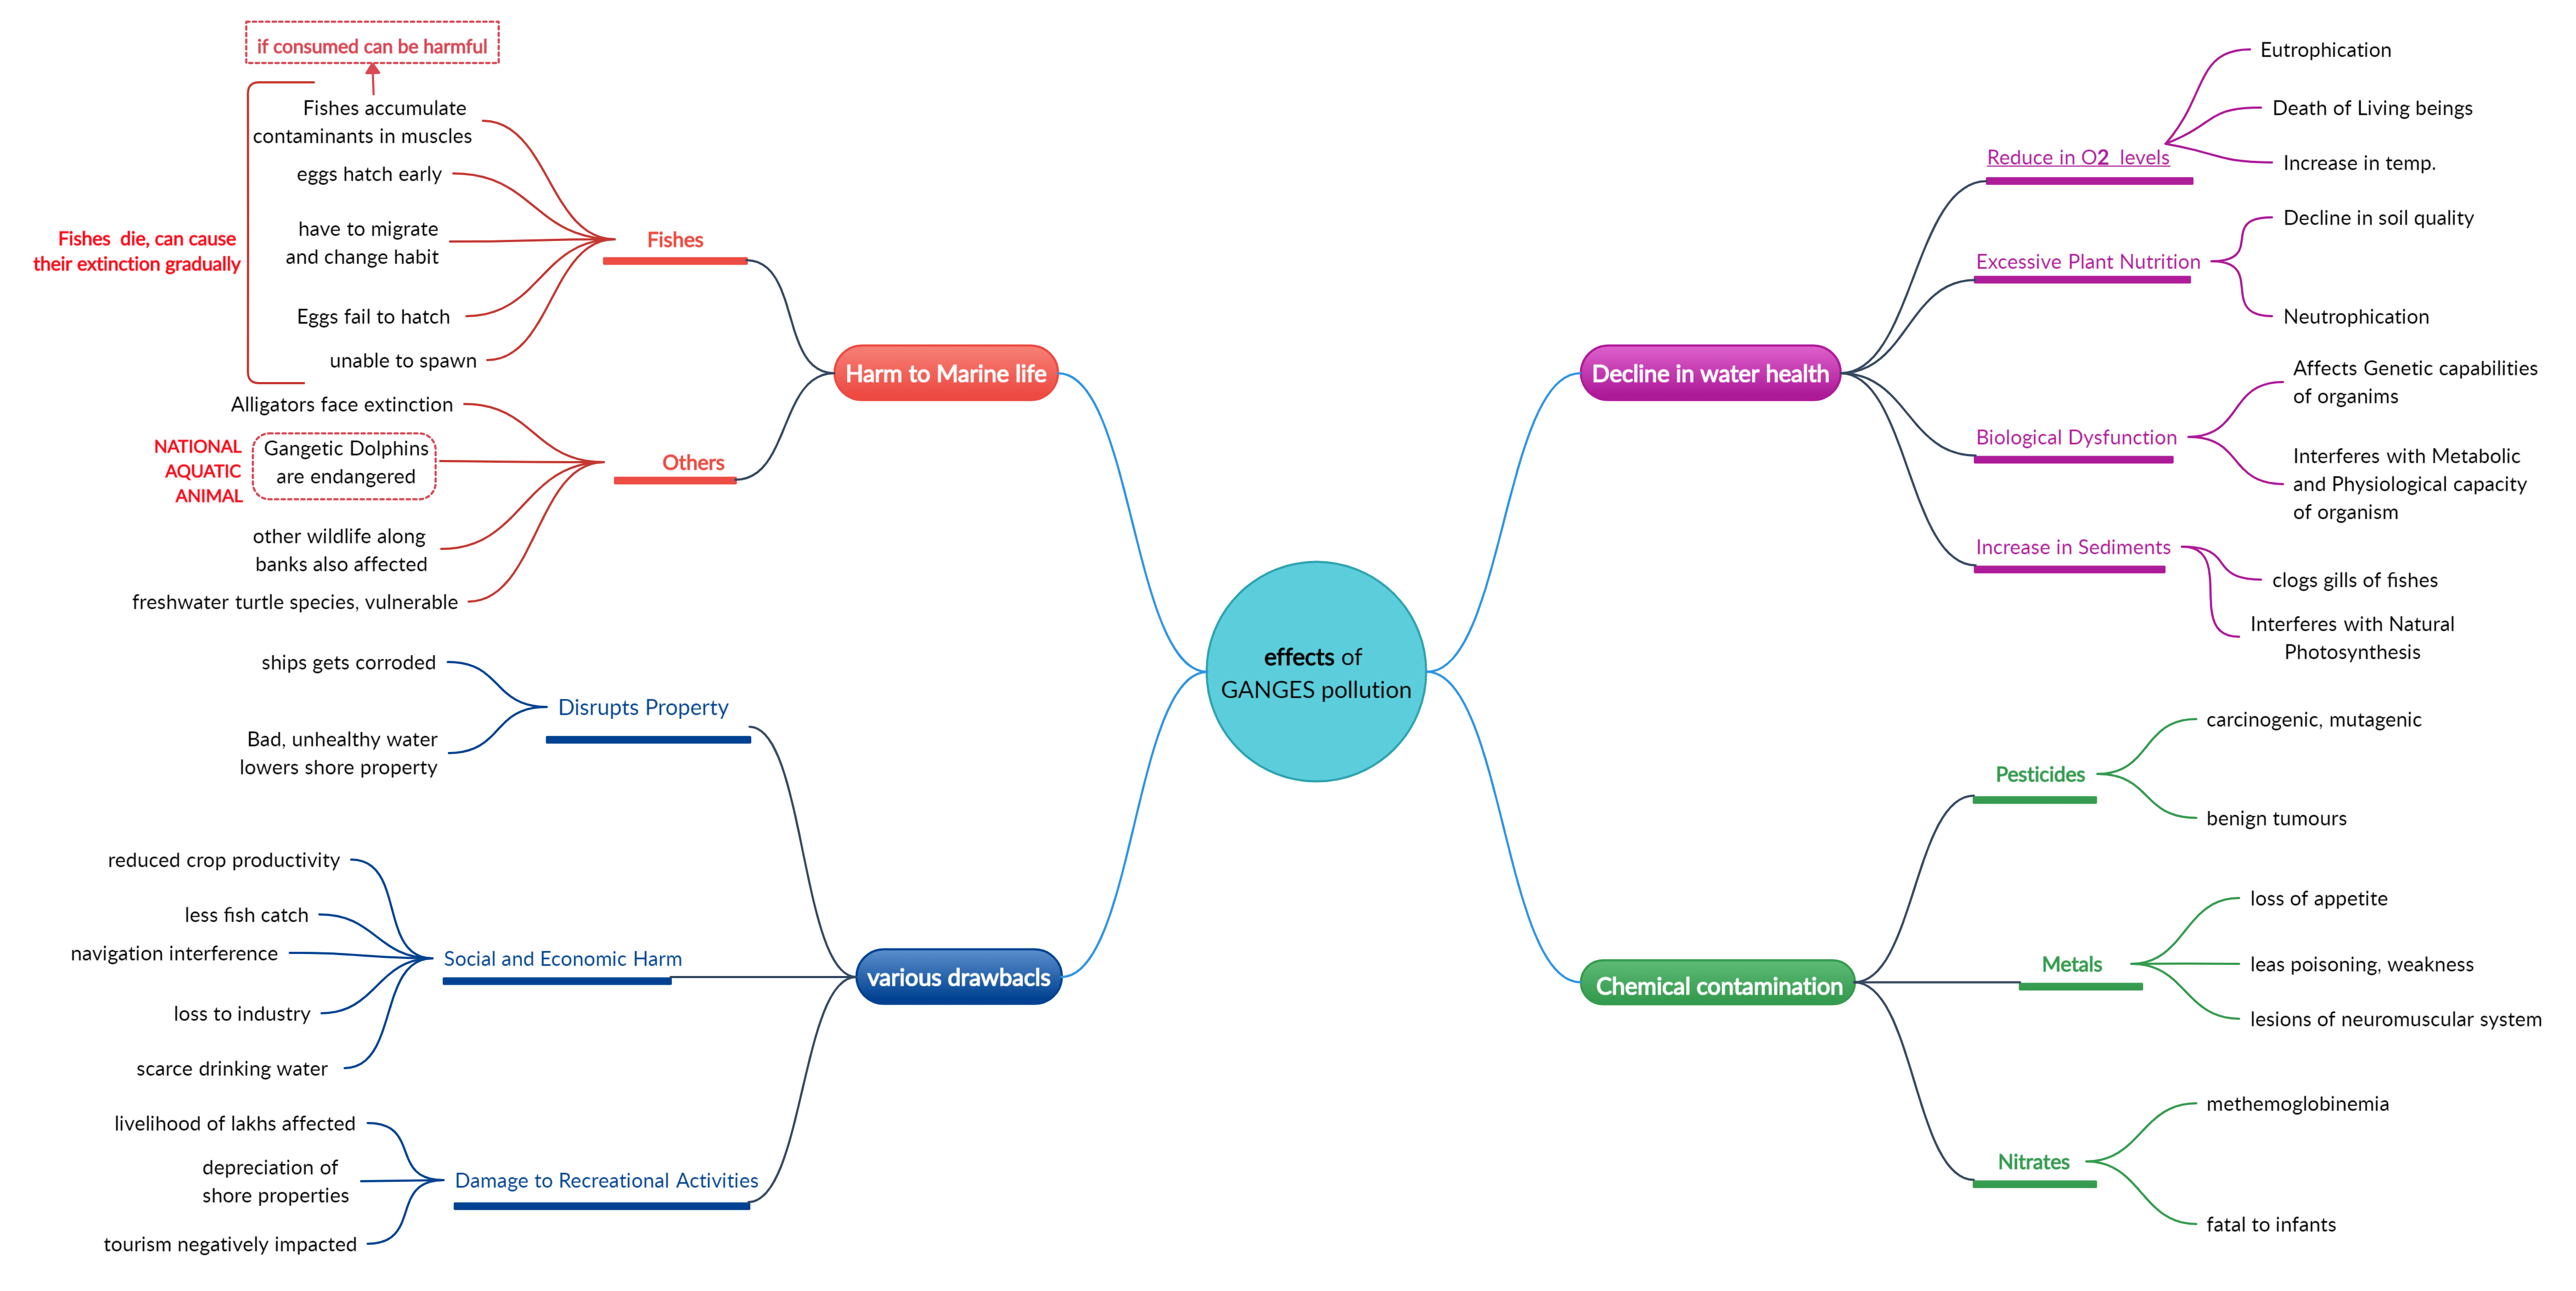 if consumed can be harmful
Fishes accumulate
contaminants in muscles
eggs hatch early
have to migrate
and change habit
Eggs fail to hatch
unable to spawn
Fishes die, can cause
their extinction gradually
Fishes
Alligators face extinction
NATIONAL
AQUATIC
ANIMAL
Gangetic Dolphins
are endangered
other wildlife along
banks also affected
freshwater turtle species, vulnerable
Others
Harm to Marine life
ships gets corroded
Bad, unhealthy water
lowers shore property
Disrupts Property
reduced crop productivity
less fish catch
navigation interference
loss to industry
scarce drinking water
Social and Economic Harm
livelihood of lakhs affected
depreciation of
shore properties
tourism negatively impacted
Damage to Recreational Activities
various drawbacls
effects of
GANGES pollution
Decline in water health
Reduce in O2 levels
Eutrophication
Death of Living beings
Increase in temp.
Excessive Plant Nutrition
Decline in soil quality
Neutrophication
Biological Dysfunction
Affects Genetic capabilities
of organims
Interferes with Metabolic
and Physiological capacity
of organism
Increase in Sediments
clogs gills of fishes
Interferes with Natural
Photosynthesis
Chemical contamination
Pesticides
carcinogenic, mutagenic
benign tumours
Metals
loss of appetite
leas poisoning, weakness
lesions of neuromuscular system
Nitrates
methemoglobinemia
fatal to infants